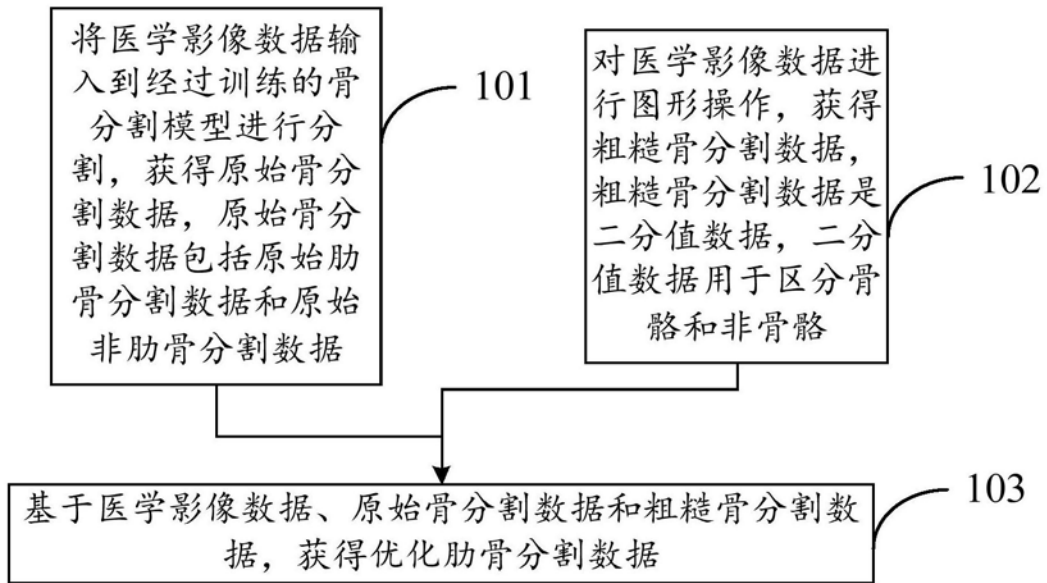 将医学影像数据输
入到经过训练的骨
分割模型进行分
割，获得原始骨分
割数据，原始骨分
割数据包括原始肋
骨分割数据和原始
非肋骨分割数据
101
对医学影像数据进
行图形操作，获得
粗糙骨分割数据，
粗糙骨分割数据是
二分值数据，二分
值数据用于区分骨
骼和非骨骼
102
基于医学影像数据、原始骨分割数据和粗糙骨分割数
据，获得优化肋骨分割数据
103